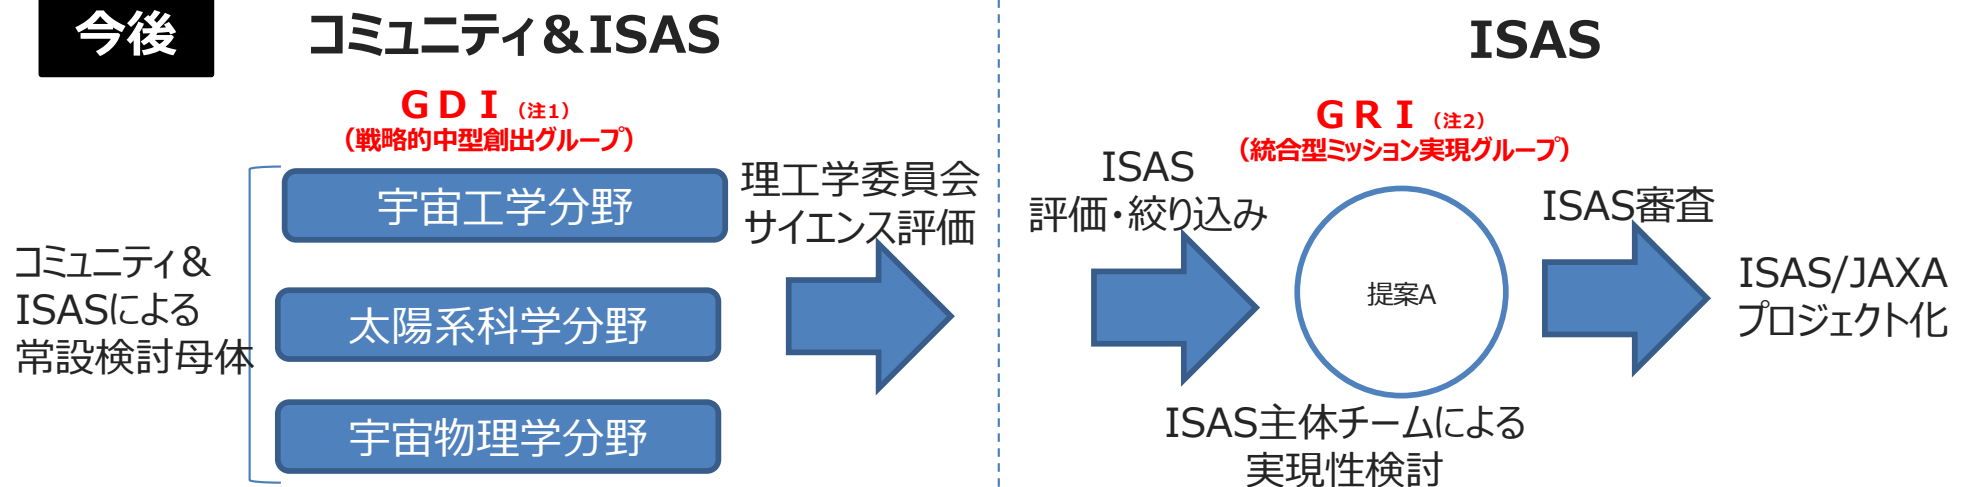 今後
コミュニティ&ISAS
GDI（注1）
（戦略的中型創出グループ）
コミュニティ&
ISASによる
常設検討母体
宇宙工学分野
太陽系科学分野
宇宙物理学分野
理工学委員会
サイエンス評価
ISAS
GRI（注2）
（統合型ミッション実現グループ）
ISAS
評価・絞り込み
提案A
ISAS主体チームによる
実現性検討
ISAS審査
ISAS/JAXA
プロジェクト化